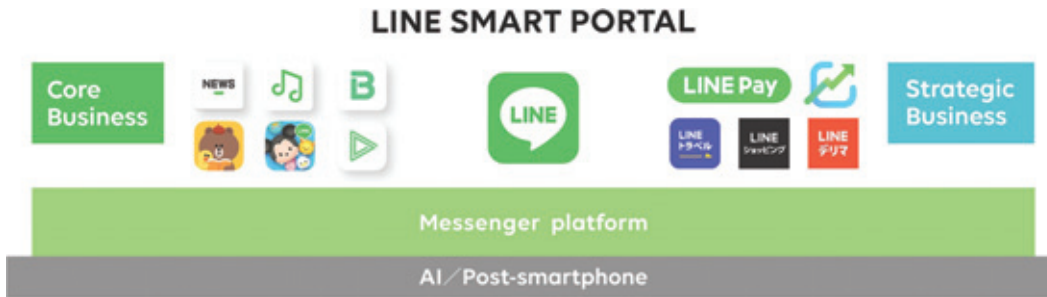 LINE SMART PORTAL
Core
Business
NEWS
B
LINE
LINE Pay
LINE
トラベル
LINE
ショッピング
LINE
デリマ
Strategic
Business
Messenger platform
AI／Post-smartphone